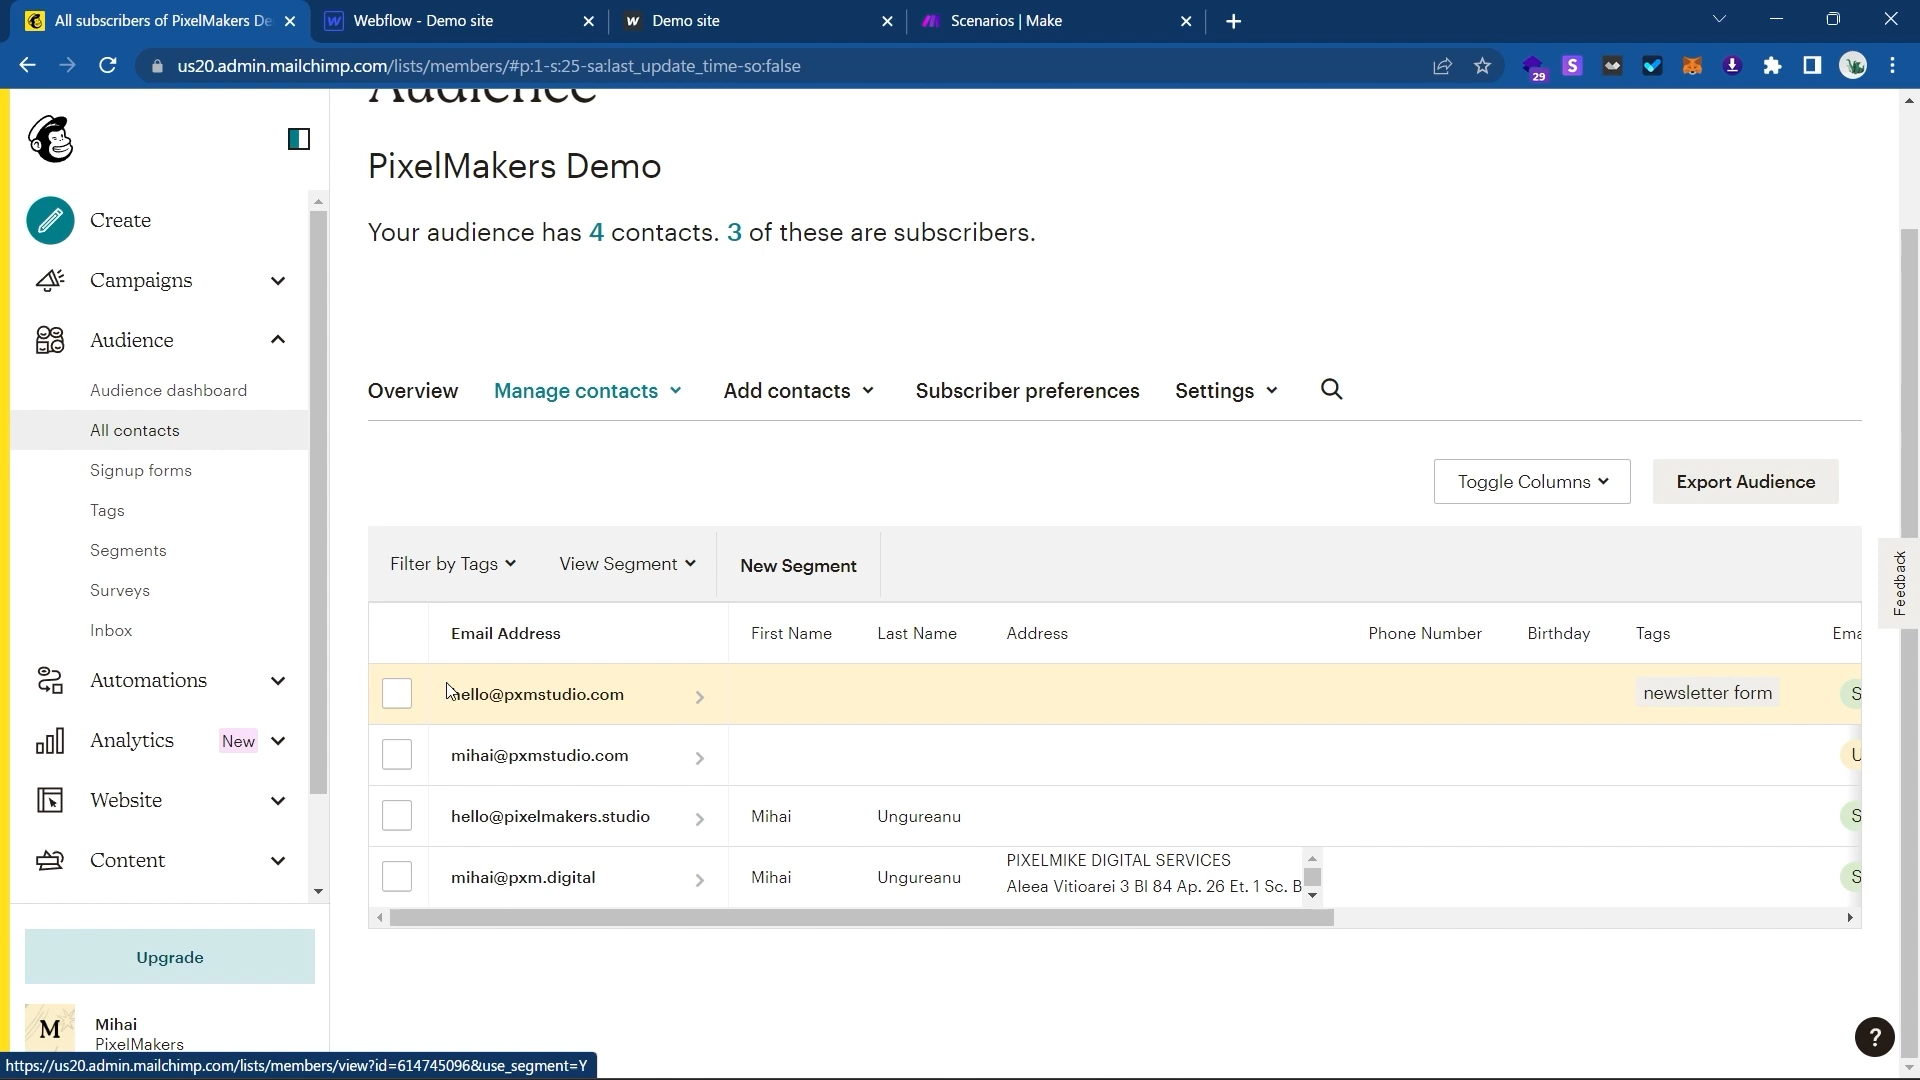 All subscribers of PixelMakers De
Webflow - Demo site
Demo site
Scenarios | Make
us20.admin.mailchimp.com/lists/members/#p:1-s:25-sa:last_update_time-so:false
29
S
Audience
PixelMakers Demo
Your audience has 4 contacts. 3 of these are subscribers.
Create
Campaigns
Audience
Audience dashboard
All contacts
Signup forms
Tags
Segments
Surveys
Inbox
Automations
Analytics New
Website
Content
Upgrade
M
Mihai
PixelMakers
Overview Manage contacts Add contacts Subscriber preferences Settings
Toggle Columns Export Audience
Filter by Tags View Segment New Segment
Email Address First Name Last Name Address Phone Number Birthday Tags Ema
hello@pxmstudio.com newsletter form S
mihai@pxmstudio.com U
hello@pixelmakers.studio Mihai Ungureanu S
mihai@pxm.digital Mihai Ungureanu PIXELMIKE DIGITAL SERVICES S
Aleea Vitioarei 3 Bl 84 Ap. 26 Et. 1 Sc. B
Feedback
?
https://us20.admin.mailchimp.com/lists/members/view?id=614745096&use_segment=Y